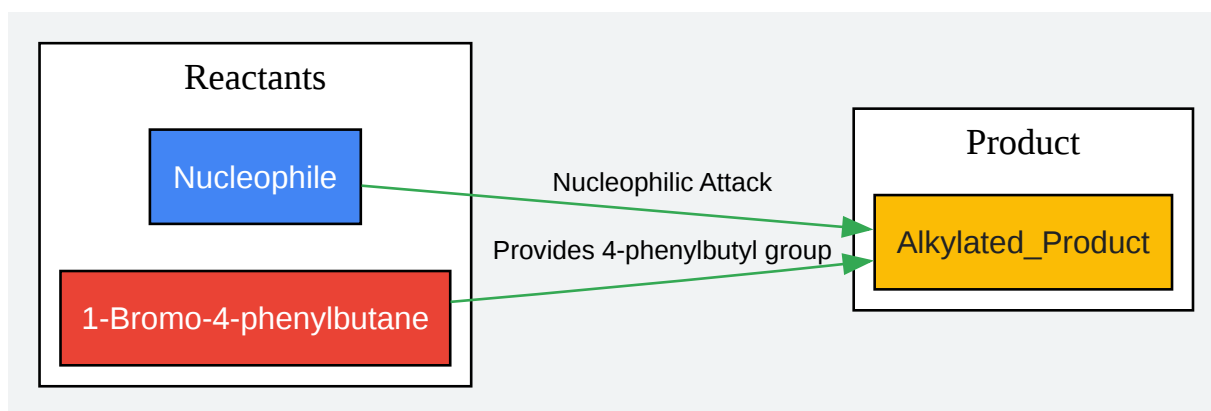 Reactants
Nucleophile
1-Bromo-4-phenylbutane
Nucleophilic Attack
Provides 4-phenylbutyl group
Product
Alkylated_Product